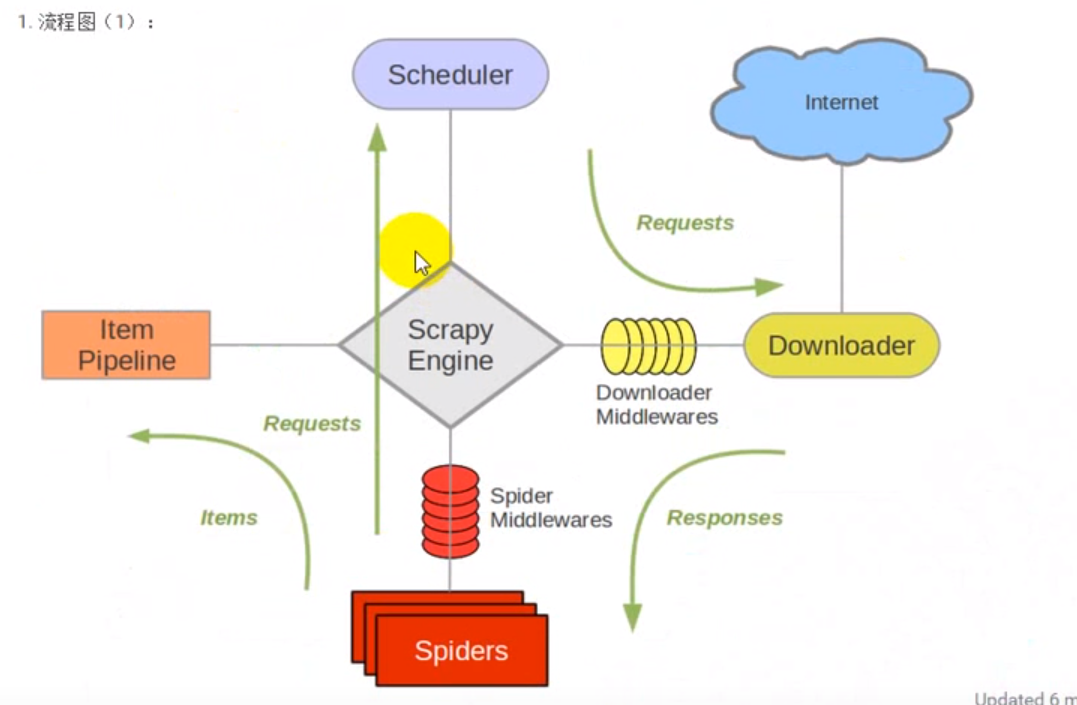 1. 流程图（1）：
Scheduler
Internet
Requests
Item
Pipeline
Scrapy
Engine
Downloader
Downloader
Middlewares
Requests
Items
Spider
Middlewares
Responses
Spiders
Updated 6 m